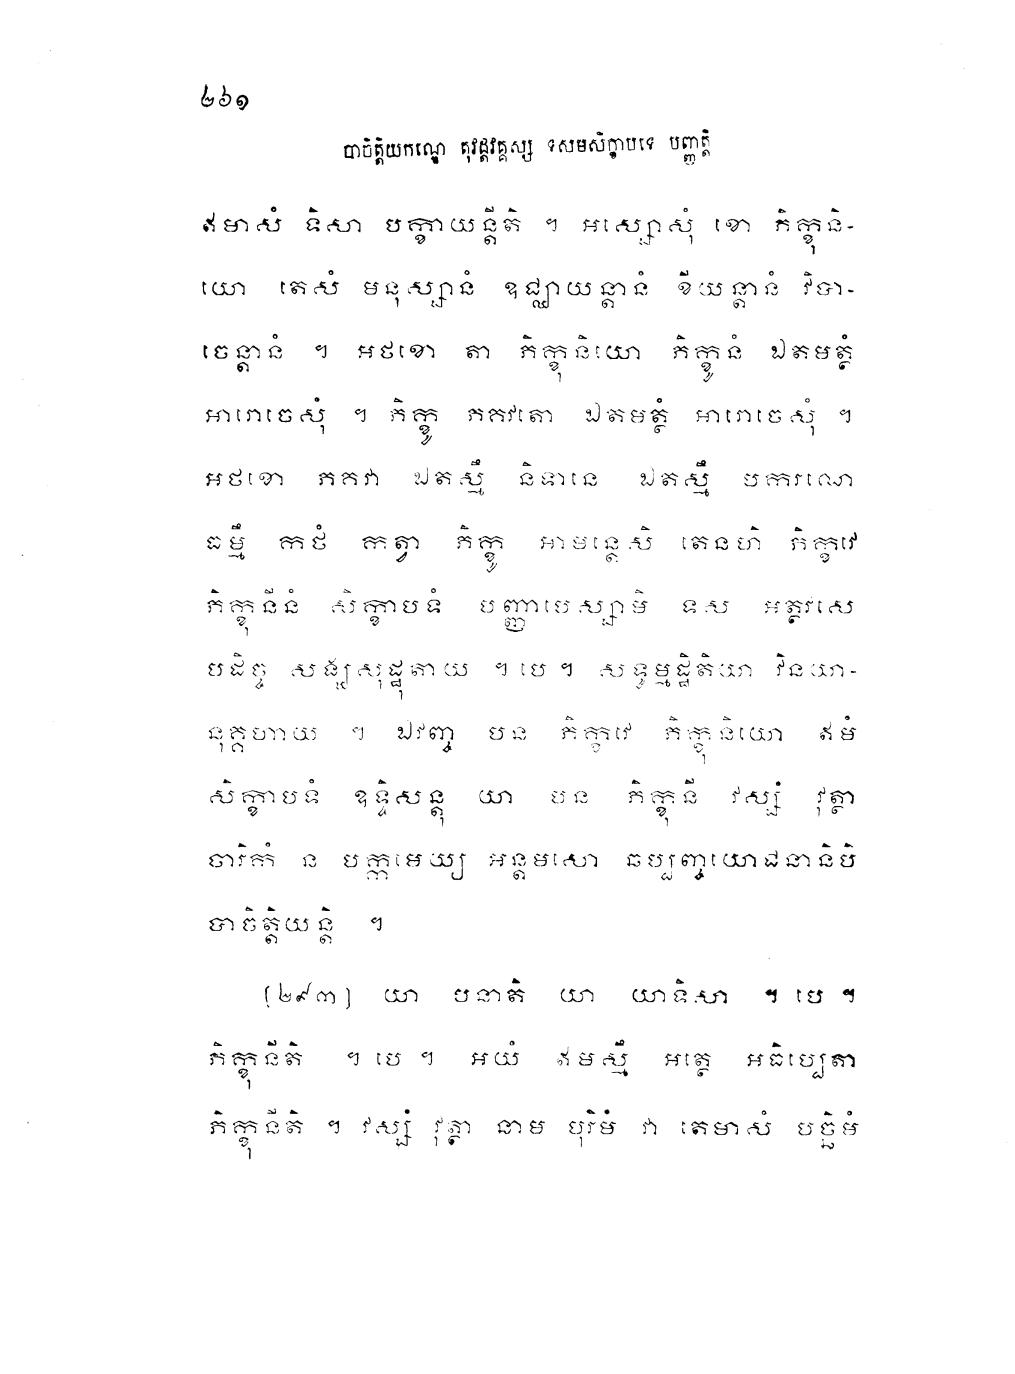 ២៦១
បាចិត្តិយកណ្ឌេ តុវដ្តវគ្គស្ស ទសមសិក្ខាបទេ បញ្ញត្តិ
ឥមាសំ ទិសា បក្ខាយន្តីតិ ។ អស្សោសុំ ខោ ភិក្ខុនិ-
យោ តេសំ មនុស្សានំ ឧជ្ឈាយន្តានំ ខីយន្តានំ វិបា-
ចេន្តានំ ។ អថខោ តា ភិក្ខុនិយោ ភិក្ខូនំ ឯតមត្ថំ
អារោចេសុំ ។ ភិក្ខូ ភគវតោ ឯតមត្ថំ អារោចេសុំ ។
អថខោ ភគវា ឯតស្មឹ និទានេ ឯតស្មឹ បការណេ
ធម្មឹ កថំ កត្វា ភិក្ខូ អាមន្តេសិ តេនហិ ភិក្ខវេ
ភិក្ខុនីនំ សិក្ខាបទំ បញ្ញាបេស្សាមិ ទស អត្ថវសេ
បដិច្ច សង្ឃសុដ្ឋុតាយ ។ បេ ។ សទ្ធម្មដ្ឋិតិយា វិនយា-
នុគ្គហាយ ។ ឯវញ្ច បន ភិក្ខវេ ភិក្ខុនិយោ ឥមំ
សិក្ខាបទំ ឧទ្ទិសន្តុ យា បន ភិក្ខុនី វស្សំ វុត្ថា
ចារិកំ ន បក្កមេយ្យ អន្តមសោ ឆប្បញ្ចយោជនានិបិ
បាចិត្តិយន្តិ ។
(២៩៣) យា បនាតិ យា យាទិសា ។ បេ ។
ភិក្ខុនីតិ ។ បេ ។ អយំ ឥមស្មឹ អត្ថេ អធិប្បេតា
ភិក្ខុនីតិ ។ វស្សំ វុត្ថា នាម បុរិមំ វា តេមាសំ បច្ឆិមំ